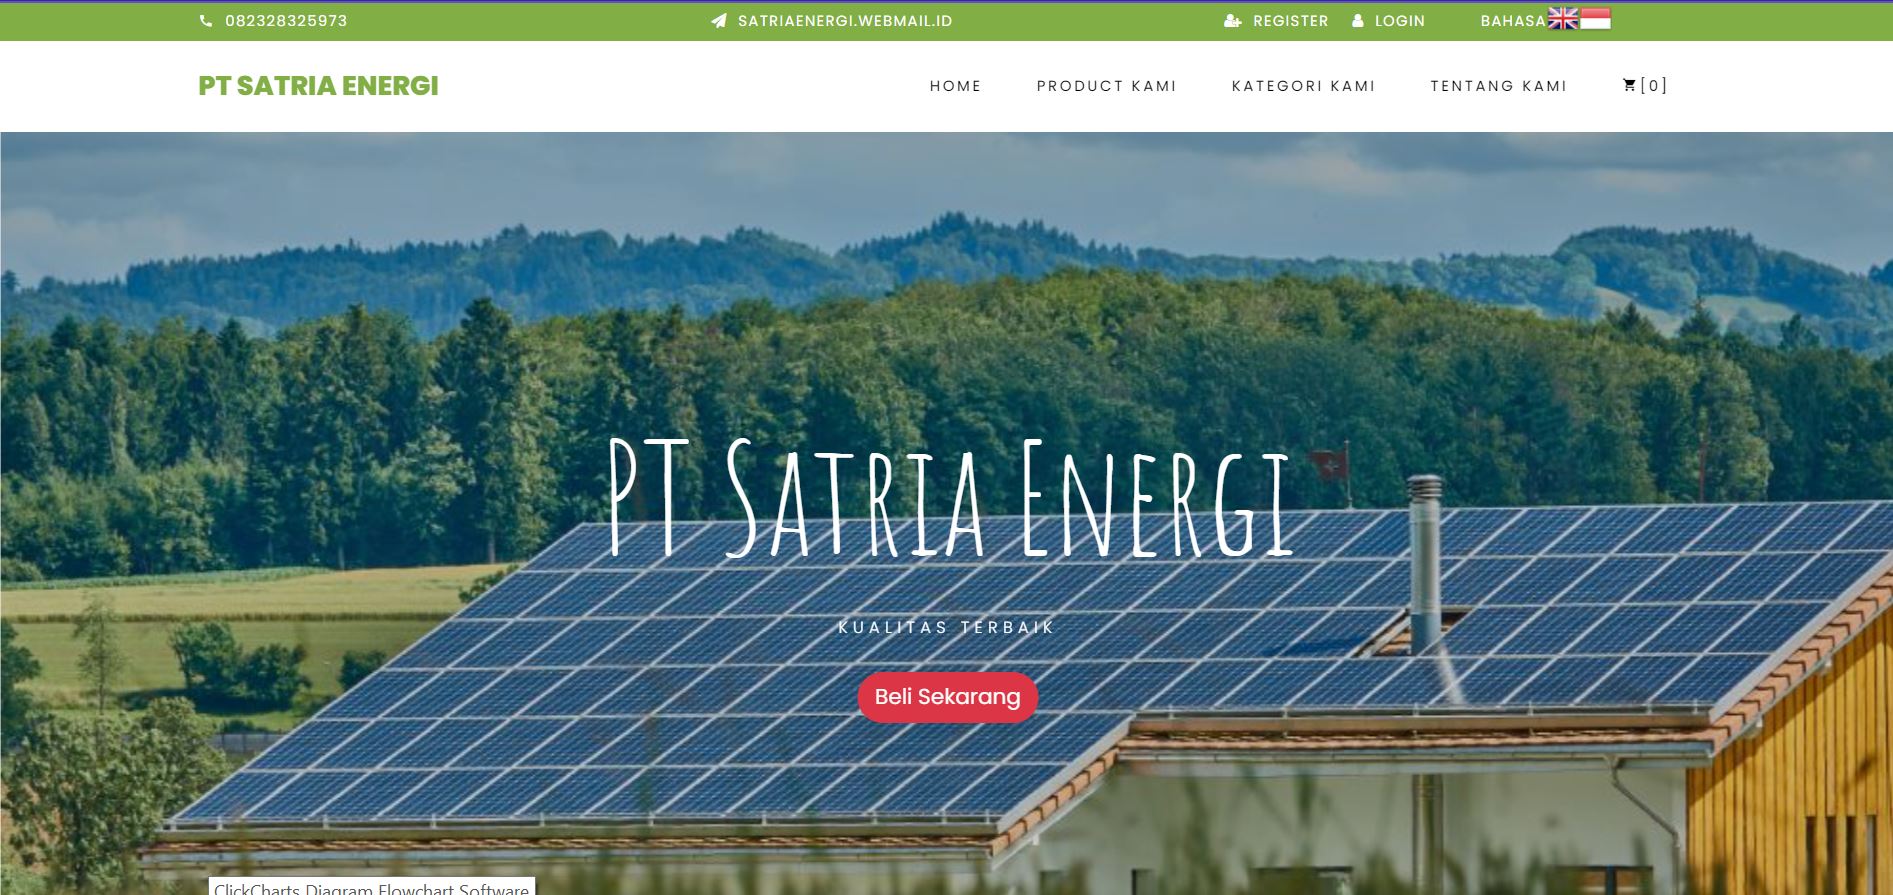 082328325973
SATRIAENERGI.WEBMAIL.ID
REGISTER
LOGIN
BAHASA
PT SATRIA ENERGI
HOME
PRODUCT KAMI
KATEGORI KAMI
TENTANG KAMI
[0]
PT SATRIA ENERGI
KUALITAS TERBAIK
Beli Sekarang
ClickCharts Diagram Flowchart Software